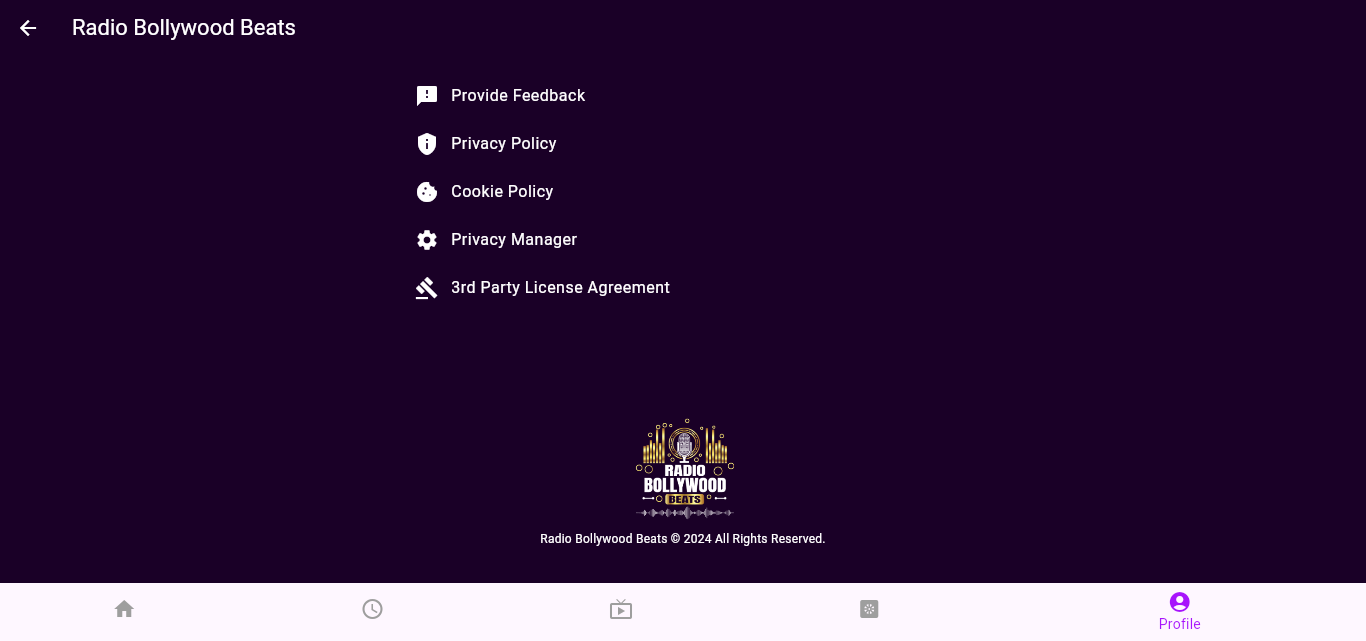 Radio Bollywood Beats
Provide Feedback
Privacy Policy
Cookie Policy
Privacy Manager
3rd Party License Agreement
RADIO
BOLLYWOOD
BEATS
Radio Bollywood Beats © 2024 All Rights Reserved.
Profile